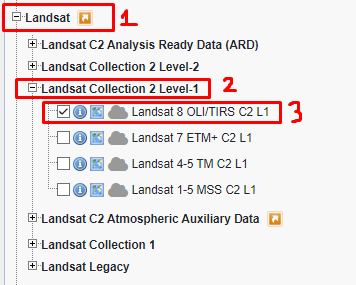 Landsat 1
Landsat C2 Analysis Ready Data (ARD)
Landsat Collection 2 Level-2
Landsat Collection 2 Level-1 2
Landsat 8 OLI/TIRS C2 L1 3
Landsat 7 ETM+ C2 L1
Landsat 4-5 TM C2 L1
Landsat 1-5 MSS C2 L1
Landsat C2 Atmospheric Auxiliary Data
Landsat Collection 1
Landsat Legacy